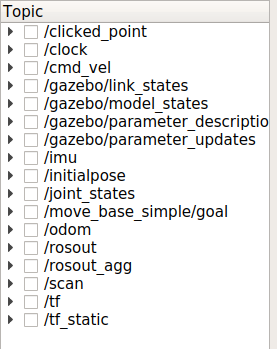 Topic
/clicked_point
/clock
/cmd_vel
/gazebo/link_states
/gazebo/model_states
/gazebo/parameter_descriptio
/gazebo/parameter_updates
/imu
/initialpose
/joint_states
/move_base_simple/goal
/odom
/rosout
/rosout_agg
/scan
/tf
/tf_static